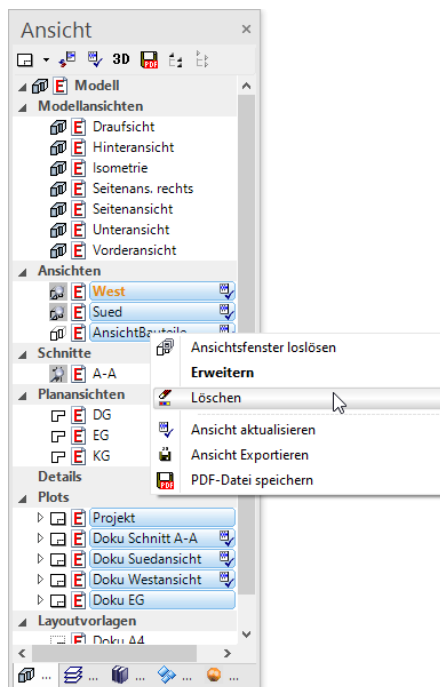 Ansicht
3D
PDF
E Modell
Modellansichten
E Draufsicht
E Hinteransicht
E Isometrie
E Seitenans. rechts
E Seitenansicht
E Unteransicht
E Vorderansicht
Ansichten
E West
E Sued
E AnsichtBauteile
Ansichtsfenster loslösen
Erweitern
Löschen
Ansicht aktualisieren
Ansicht Exportieren
PDF-Datei speichern
Schnitte
E A-A
Planansichten
E DG
E EG
E KG
Details
Plots
E Projekt
E Doku Schnitt A-A
E Doku Suedansicht
E Doku Westansicht
E Doku EG
Layoutvorlagen
E Doku A4
... ... ... ... ...